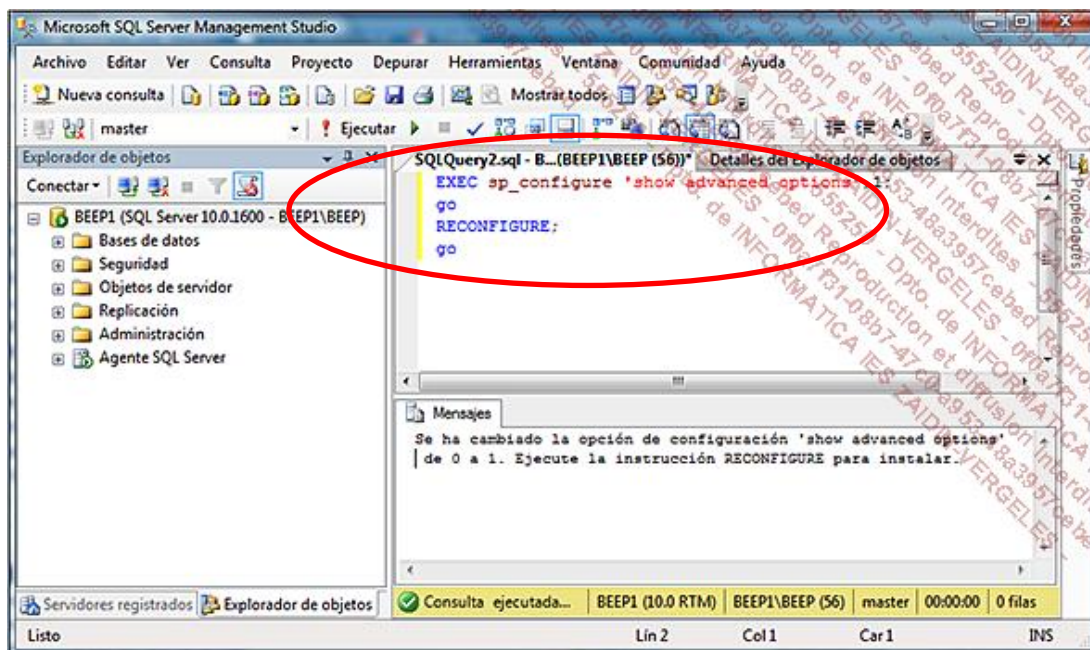 Microsoft SQL Server Management Studio
Archivo Editar Ver Consulta Proyecto Depurar Herramientas Ventana Comunidad Ayuda
Nueva consulta Mostrar todos
master Ejecutar
Explorador de objetos
SQLQuery2.sql - B...(BEEP1\BEEP (56))* Detalles del Explorador de objetos
Conectar
BEEP1 (SQL Server 10.0.1600 - BEEP1\BEEP)
Bases de datos
Seguridad
Objetos de servidor
Replicación
Administración
Agente SQL Server
EXEC sp_configure 'show advanced options', 1;
go
RECONFIGURE;
go
Propiedades
Mensajes
Se ha cambiado la opción de configuración 'show advanced options'
de 0 a 1. Ejecute la instrucción RECONFIGURE para instalar.
Servidores registrados Explorador de objetos
Consulta ejecutada... BEEP1 (10.0 RTM) BEEP1\BEEP (56) master 00:00:00 0 filas
Listo Lín 2 Col 1 Car 1 INS